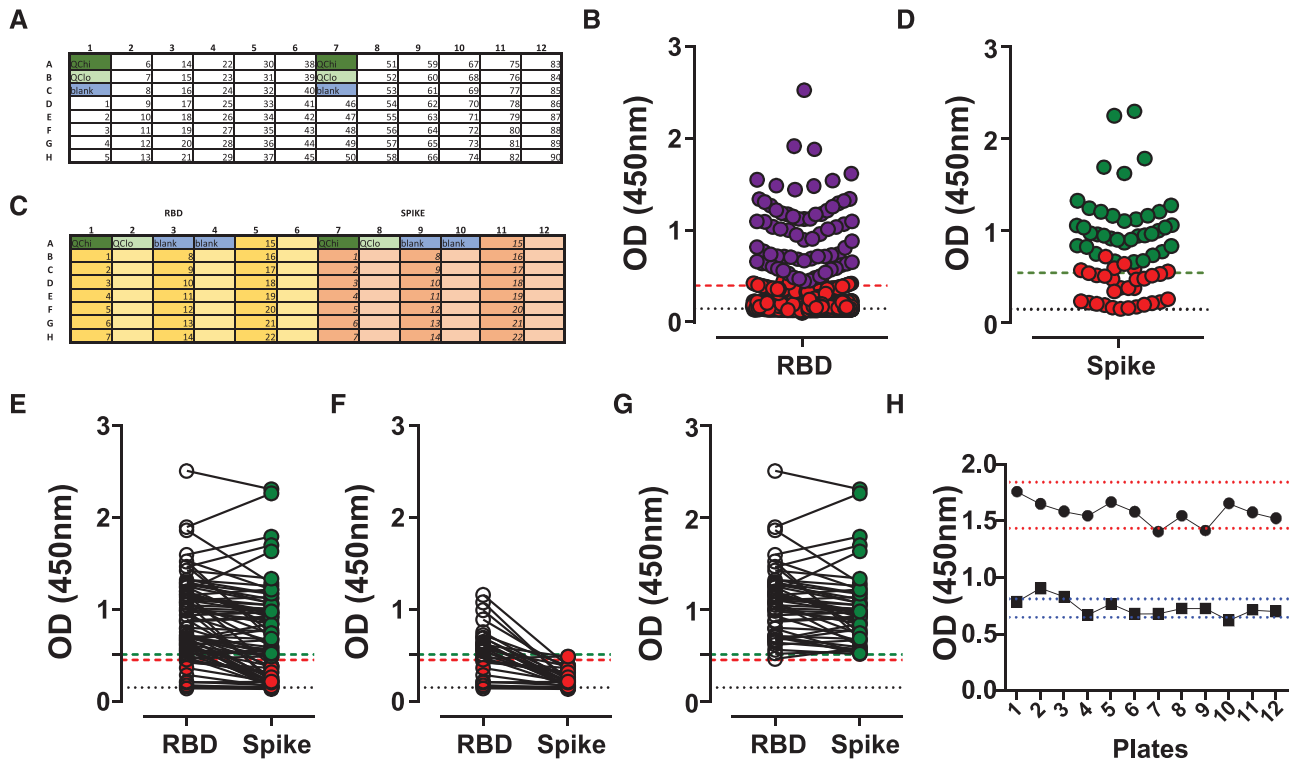 A
1 2 3 4 5 6 7 8 9 10 11 12
A QChi 6 14 22 30 38 QChi 51 59 67 75 83
B QClo 7 15 23 31 39 QClo 52 60 68 76 84
C blank 8 16 24 32 40 blank 53 61 69 77 85
D 1 9 17 25 33 41 46 54 62 70 78 86
E 2 10 18 26 34 42 47 55 63 71 79 87
F 3 11 19 27 35 43 48 56 64 72 80 88
G 4 12 20 28 36 44 49 57 65 73 81 89
H 5 13 21 29 37 45 50 58 66 74 82 90
B
OD (450nm)
3
2
1
0
RBD
D
OD (450nm)
3
2
1
0
Spike
C
RBD SPIKE
1 2 3 4 5 6 7 8 9 10 11 12
A QChi QClo blank blank 15 QChi QClo blank blank 15
B 1 8 16 1 8 16
C 2 9 17 2 9 17
D 3 10 18 3 10 18
E 4 11 19 4 11 19
F 5 12 20 5 12 20
G 6 13 21 6 13 21
H 7 14 22 7 14 22
E
OD (450nm)
3
2
1
0
RBD Spike
F
OD (450nm)
3
2
1
0
RBD Spike
G
OD (450nm)
3
2
1
0
RBD Spike
H
OD (450nm)
2.0
1.5
1.0
0.5
0.0
1 2 3 4 5 6 7 8 9 10 11 12
Plates